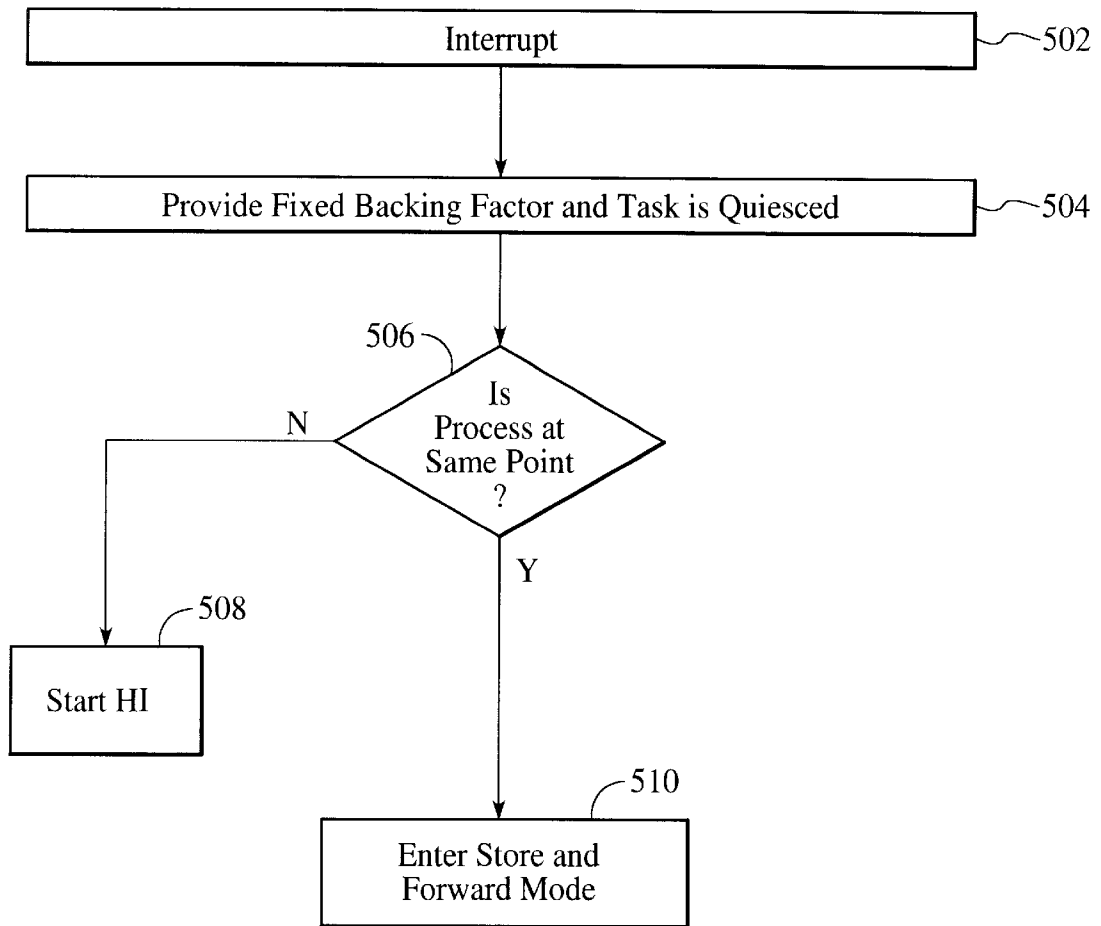 Interrupt
502
Provide Fixed Backing Factor and Task is Quiesced
504
506
Is
Process at
Same Point
?
N
Y
508
Start HI
510
Enter Store and
Forward Mode